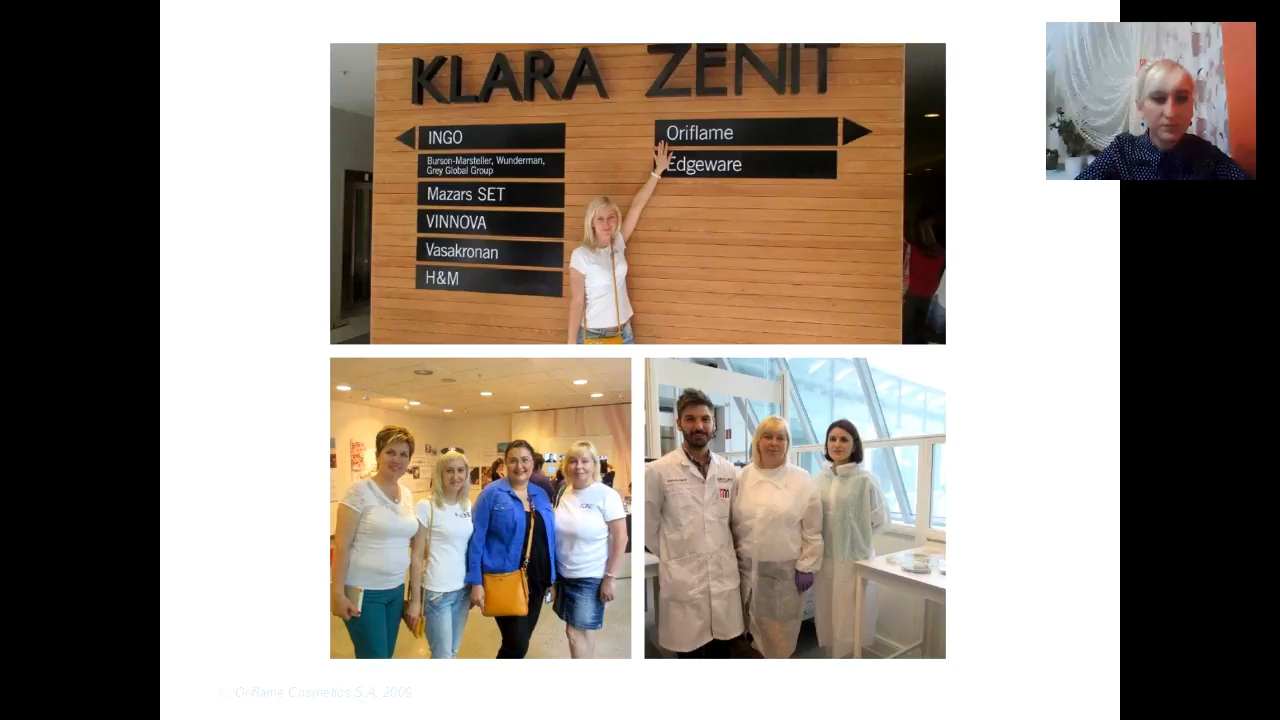 KLARA ZENIT
INGO
Burson-Marsteller, Wunderman,
Grey Global Group
Mazars SET
VINNOVA
Vasakronan
H&M
Oriflame
Edgeware
Oriflame Cosmetics S.A, 2009